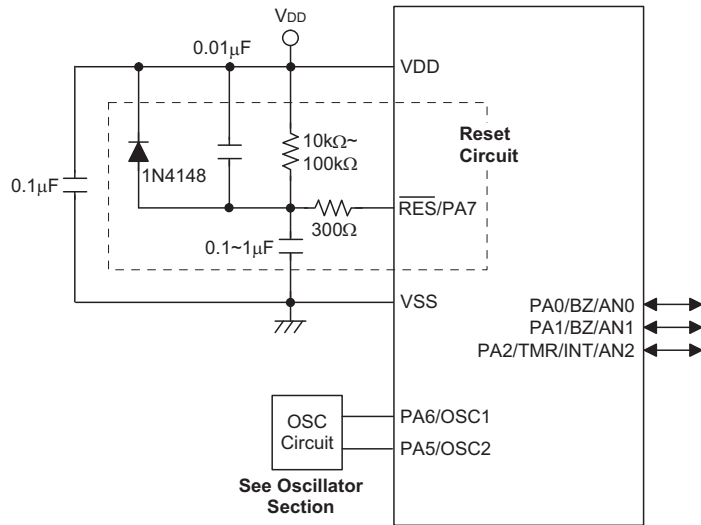 VDD
0.01μF
VDD
10kΩ~
100kΩ
Reset
Circuit
1N4148
0.1μF
RES/PA7
300Ω
0.1~1μF
VSS
PA0/BZ/AN0
PA1/BZ/AN1
PA2/TMR/INT/AN2
OSC
Circuit
PA6/OSC1
PA5/OSC2
See Oscillator
Section